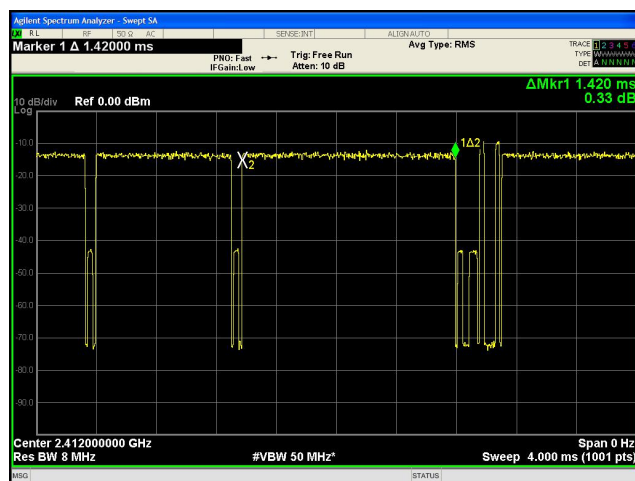 Agilent Spectrum Analyzer - Swept SA
RL RF 50 Ω AC SENSE:INT ALIGN AUTO
Marker 1 Δ 1.42000 ms
PNO: Fast Trig: Free Run Avg Type: RMS TRACE 1 2 3 4 5 6
IFGain:Low Atten: 10 dB TYPE
DET A N N N N N
ΔMkr1 1.420 ms
0.33 dB
10 dB/div Ref 0.00 dBm
Log
-10.0
1Δ2
X2
-20.0
-30.0
-40.0
-50.0
-60.0
-70.0
-80.0
-90.0
Center 2.412000000 GHz Span 0 Hz
Res BW 8 MHz #VBW 50 MHz* Sweep 4.000 ms (1001 pts)
MSG STATUS